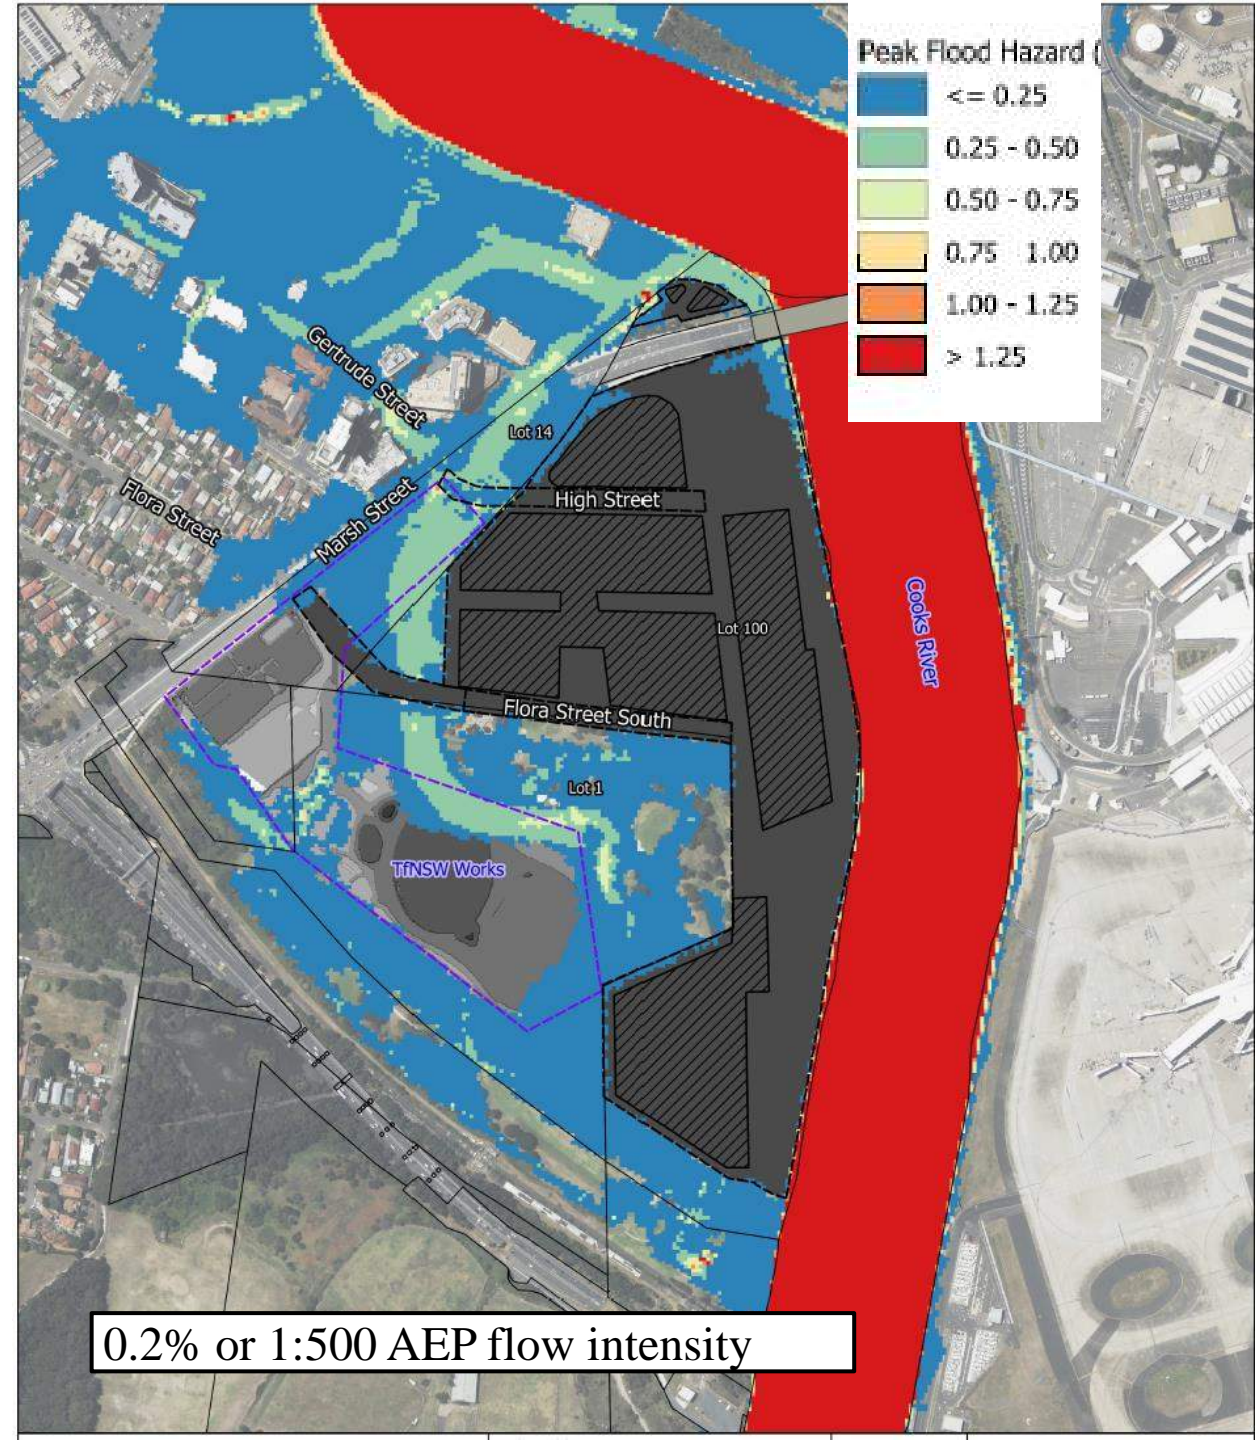 Peak Flood Hazard (
<= 0.25
0.25 - 0.50
0.50 - 0.75
0.75 1.00
1.00 - 1.25
> 1.25
Gertrude Street
Lot 14
Flora Street
Marsh Street
High Street
Cooks River
Lot 100
Flora Street South
Lot 1
TfNSW Works
0.2% or 1:500 AEP flow intensity